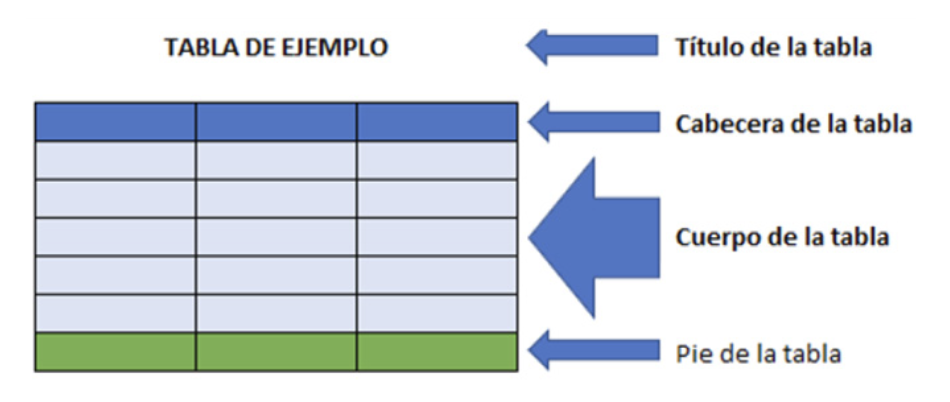 TABLA DE EJEMPLO
Título de la tabla
Cabecera de la tabla
Cuerpo de la tabla
Pie de la tabla